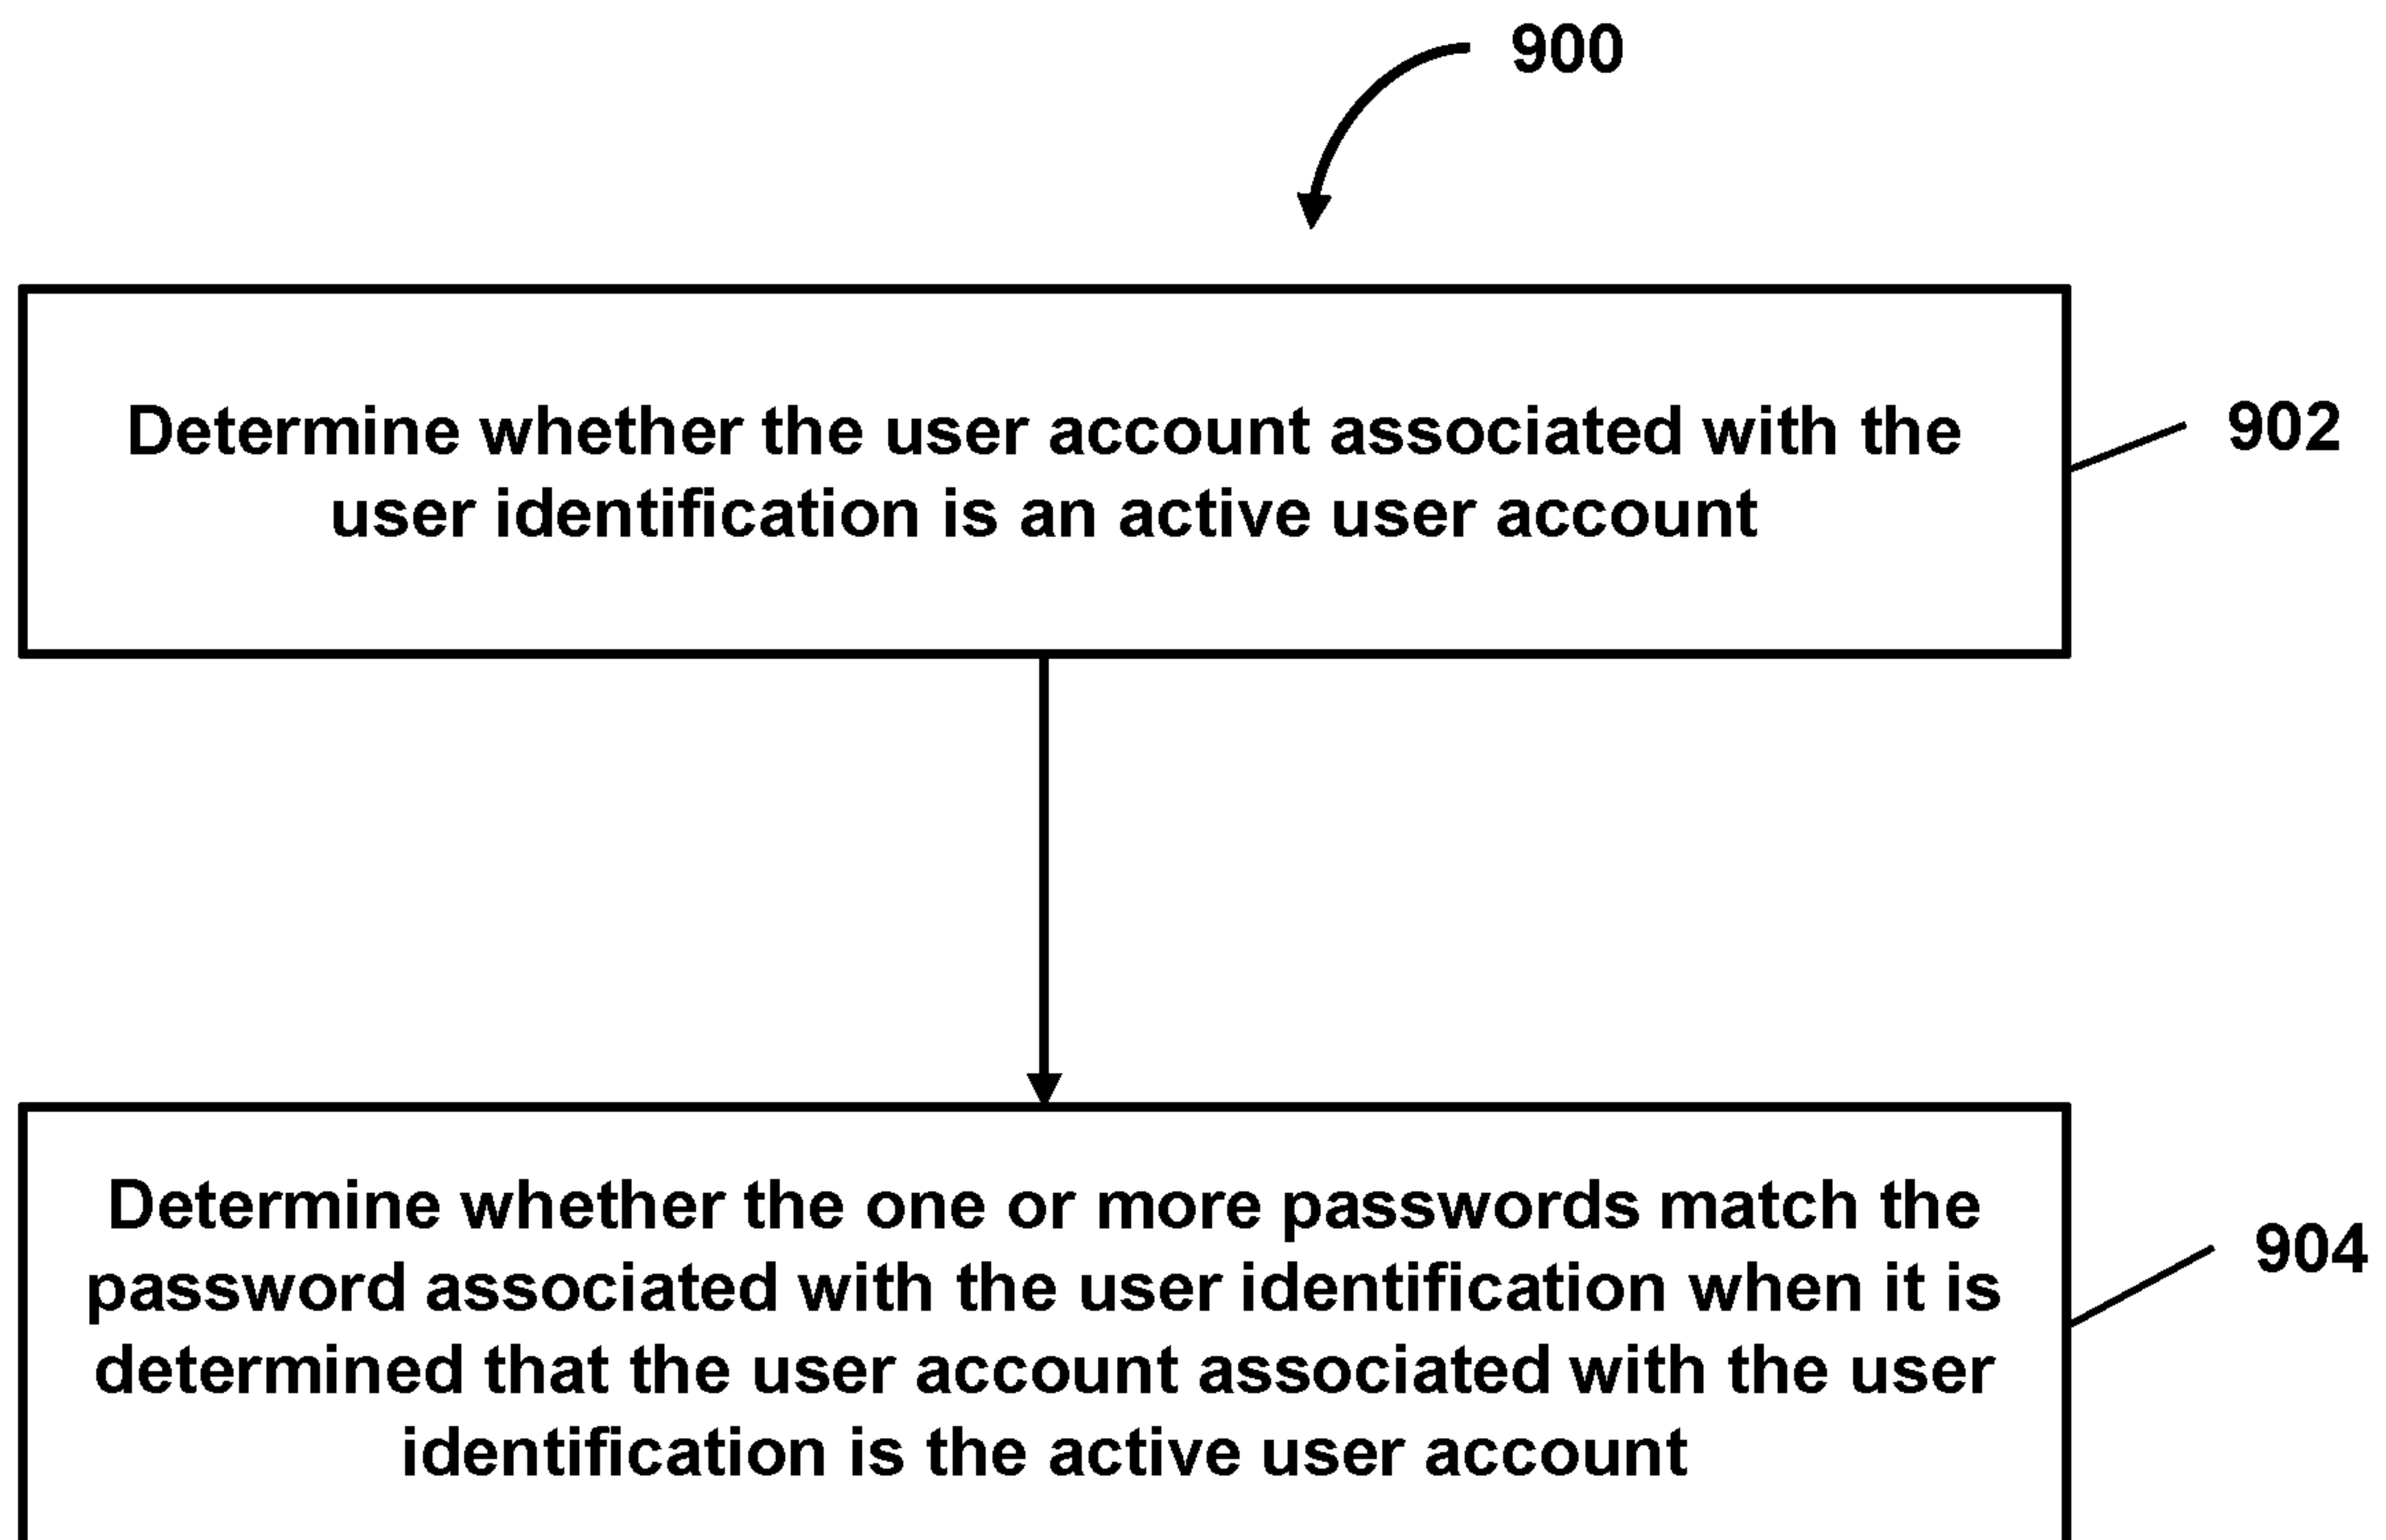 900
Determine whether the user account associated with the
user identification is an active user account
902
Determine whether the one or more passwords match the
password associated with the user identification when it is
determined that the user account associated with the user
identification is the active user account
904